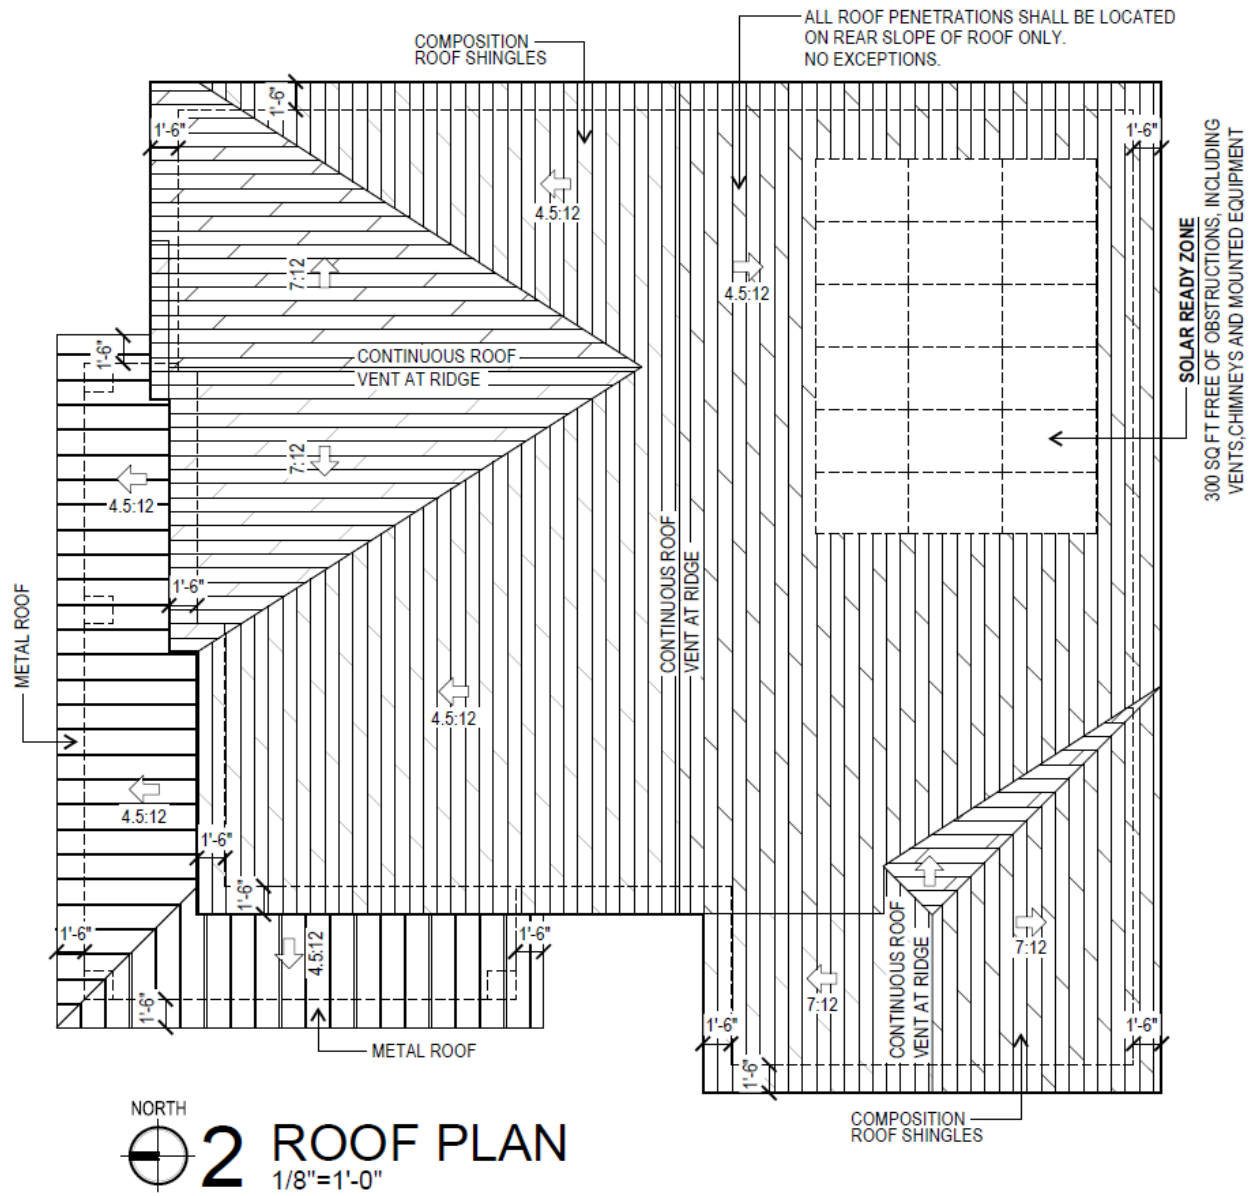 ALL ROOF PENETRATIONS SHALL BE LOCATED
ON REAR SLOPE OF ROOF ONLY.
NO EXCEPTIONS.
COMPOSITION
ROOF SHINGLES
1'-6"
1'-6"
1'-6"
4.5:12
7:12
4.5:12
SOLAR READY ZONE
300 SQ FT FREE OF OBSTRUCTIONS, INCLUDING
VENTS,CHIMNEYS AND MOUNTED EQUIPMENT
1'-6"
CONTINUOUS ROOF
VENT AT RIDGE
7:12
4.5:12
1'-6"
METAL ROOF
CONTINUOUS ROOF
VENT AT RIDGE
4.5:12
4.5:12
1'-6"
1'-6"
1'-6"
4.5:12
1'-6"
1'-6"
7:12
CONTINUOUS ROOF
VENT AT RIDGE
7:12
1'-6"
1'-6"
1'-6"
METAL ROOF
COMPOSITION
ROOF SHINGLES
NORTH
2 ROOF PLAN
1/8"=1'-0"